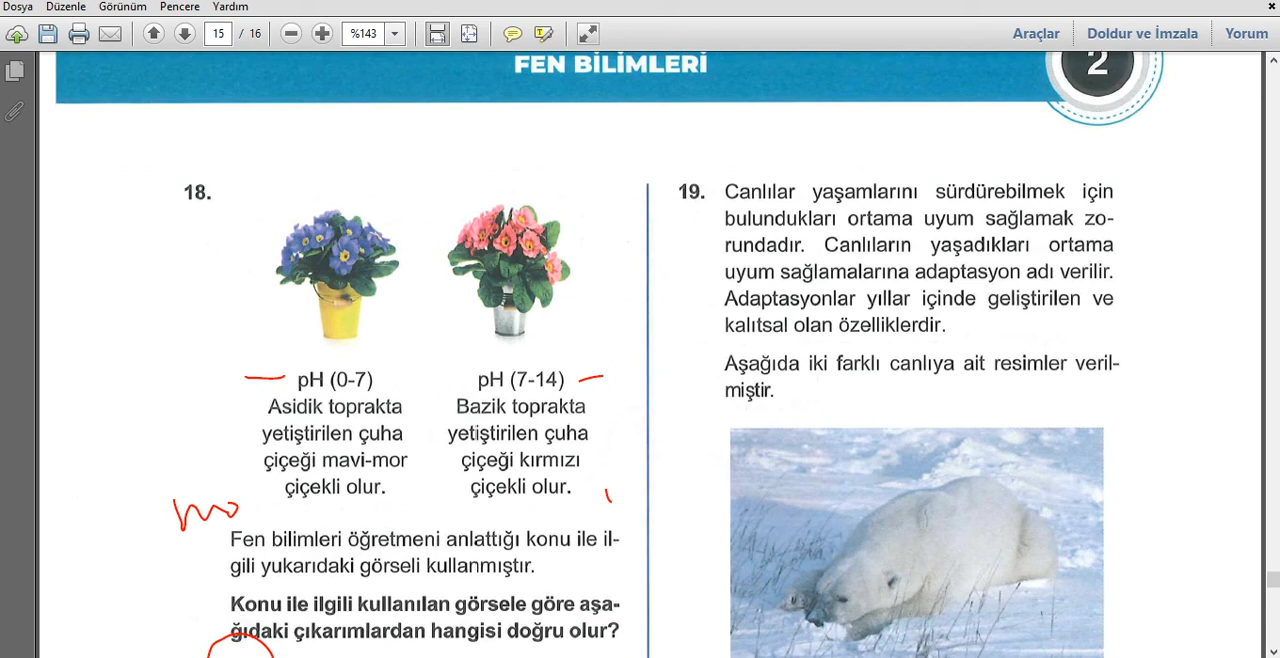 Dosya Düzenle Görünüm Pencere Yardım
15 / 16
%143
Araçlar
Doldur ve İmzala
Yorum
FEN BİLİMLERİ
2
18.
pH (0-7)
Asidik toprakta
yetiştirilen çuha
çiçeği mavi-mor
çiçekli olur.
pH (7-14)
Bazik toprakta
yetiştirilen çuha
çiçeği kırmızı
çiçekli olur.
mo
Fen bilimleri öğretmeni anlattığı konu ile il-
gili yukarıdaki görseli kullanmıştır.
Konu ile ilgili kullanılan görsele göre aşa-
ğıdaki çıkarımlardan hangisi doğru olur?
19. Canlılar yaşamlarını sürdürebilmek için
bulundukları ortama uyum sağlamak zo-
rundadır. Canlıların yaşadıkları ortama
uyum sağlamalarına adaptasyon adı verilir.
Adaptasyonlar yıllar içinde geliştirilen ve
kalıtsal olan özelliklerdir.
Aşağıda iki farklı canlıya ait resimler veril-
miştir.